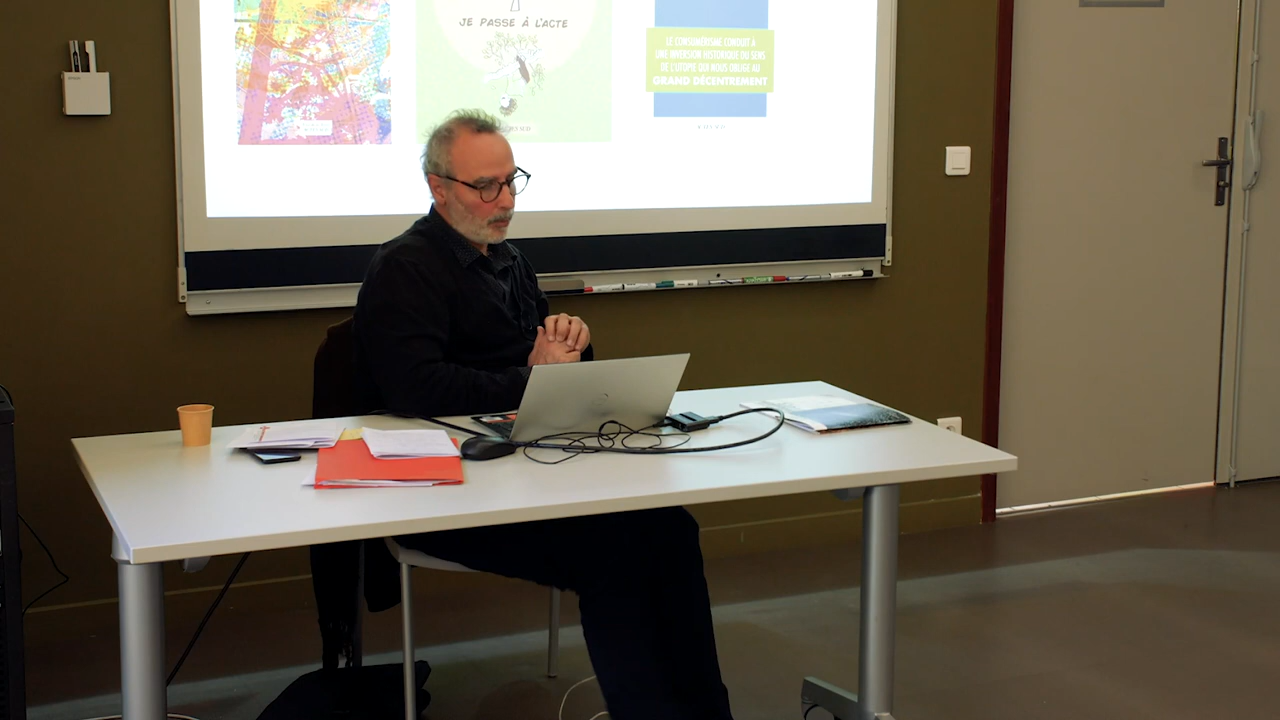 JE PASSE À L'ACTE
LE CONSUMÉRISME CONDUIT À
UNE INVERSION HISTORIQUE DU SENS
DE L'UTOPIE QUI NOUS OBLIGE AU
GRAND DÉCENTREMENT